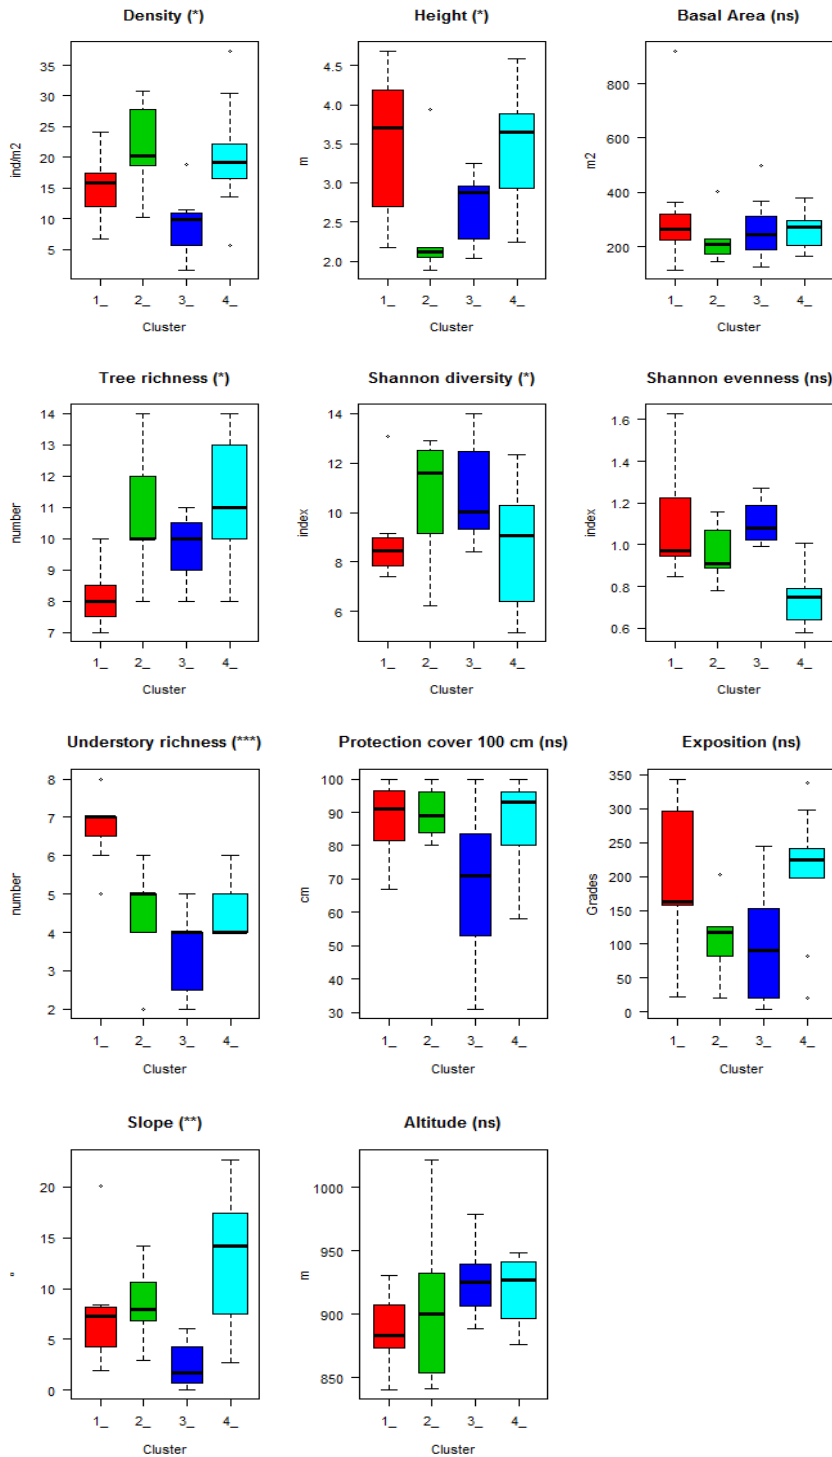 Density (*)
Height (*)
Basal Area (ns)
35
30
25
20
15
10
5
ind/m2
4.5
4.0
3.5
3.0
2.5
2.0
m
800
600
400
200
m2
1_ 2_ 3_ 4_
1_ 2_ 3_ 4_
1_ 2_ 3_ 4_
Cluster
Cluster
Cluster
Tree richness (*)
Shannon diversity (*)
Shannon evenness (ns)
14
13
12
11
10
9
8
7
number
14
12
10
8
6
index
1.6
1.4
1.2
1.0
0.8
0.6
index
1_ 2_ 3_ 4_
1_ 2_ 3_ 4_
1_ 2_ 3_ 4_
Cluster
Cluster
Cluster
Understory richness (***)
Protection cover 100 cm (ns)
Exposition (ns)
8
7
6
5
4
3
2
number
100
90
80
70
60
50
40
30
cm
350
300
250
200
150
100
50
0
Grades
1_ 2_ 3_ 4_
1_ 2_ 3_ 4_
1_ 2_ 3_ 4_
Cluster
Cluster
Cluster
Slope (**)
Altitude (ns)
20
15
10
5
0
°
1000
950
900
850
m
1_ 2_ 3_ 4_
1_ 2_ 3_ 4_
Cluster
Cluster